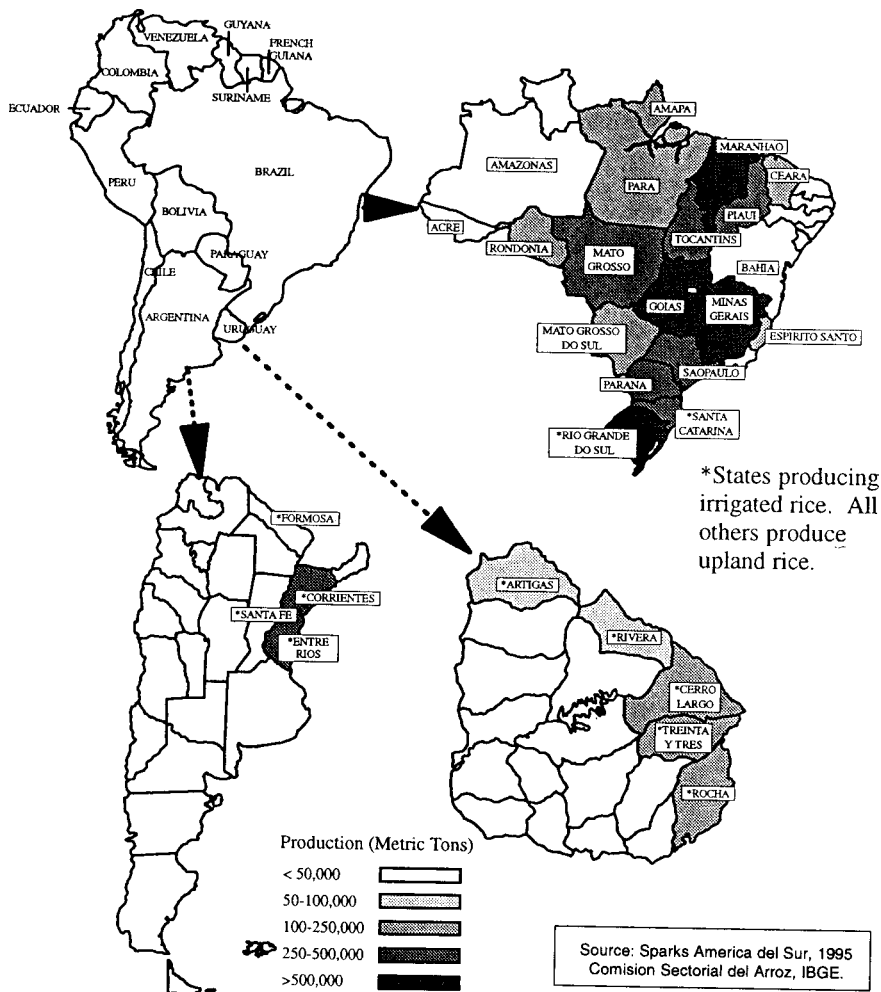 GUYANA
VENEZUELA
FRENCH
GUIANA
COLOMBIA
SURINAME
ECUADOR
PERU
BRAZIL
BOLIVIA
PARAGUAY
CHILE
ARGENTINA
URUGUAY
AMAPA
MARANHAO
AMAZONAS
CEARA
PARA
PIAUI
ACRE
TOCANTINS
RONDONIA
MATO
GROSSO
BAHIA
GOIAS
MINAS
GERAIS
MATO GROSSO
DO SUL
ESPIRITO SANTO
SAOPAULO
PARANA
*SANTA
CATARINA
*RIO GRANDE
DO SUL
*States producing
irrigated rice. All
others produce
upland rice.
*FORMOSA
*CORRIENTES
*SANTA FE
*ENTRE
RIOS
*ARTIGAS
*RIVERA
*CERRO
LARGO
*TREINTA
Y TRES
*ROCHA
Production (Metric Tons)
< 50,000
50-100,000
100-250,000
250-500,000
>500,000
Source: Sparks America del Sur, 1995
Comision Sectorial del Arroz, IBGE.